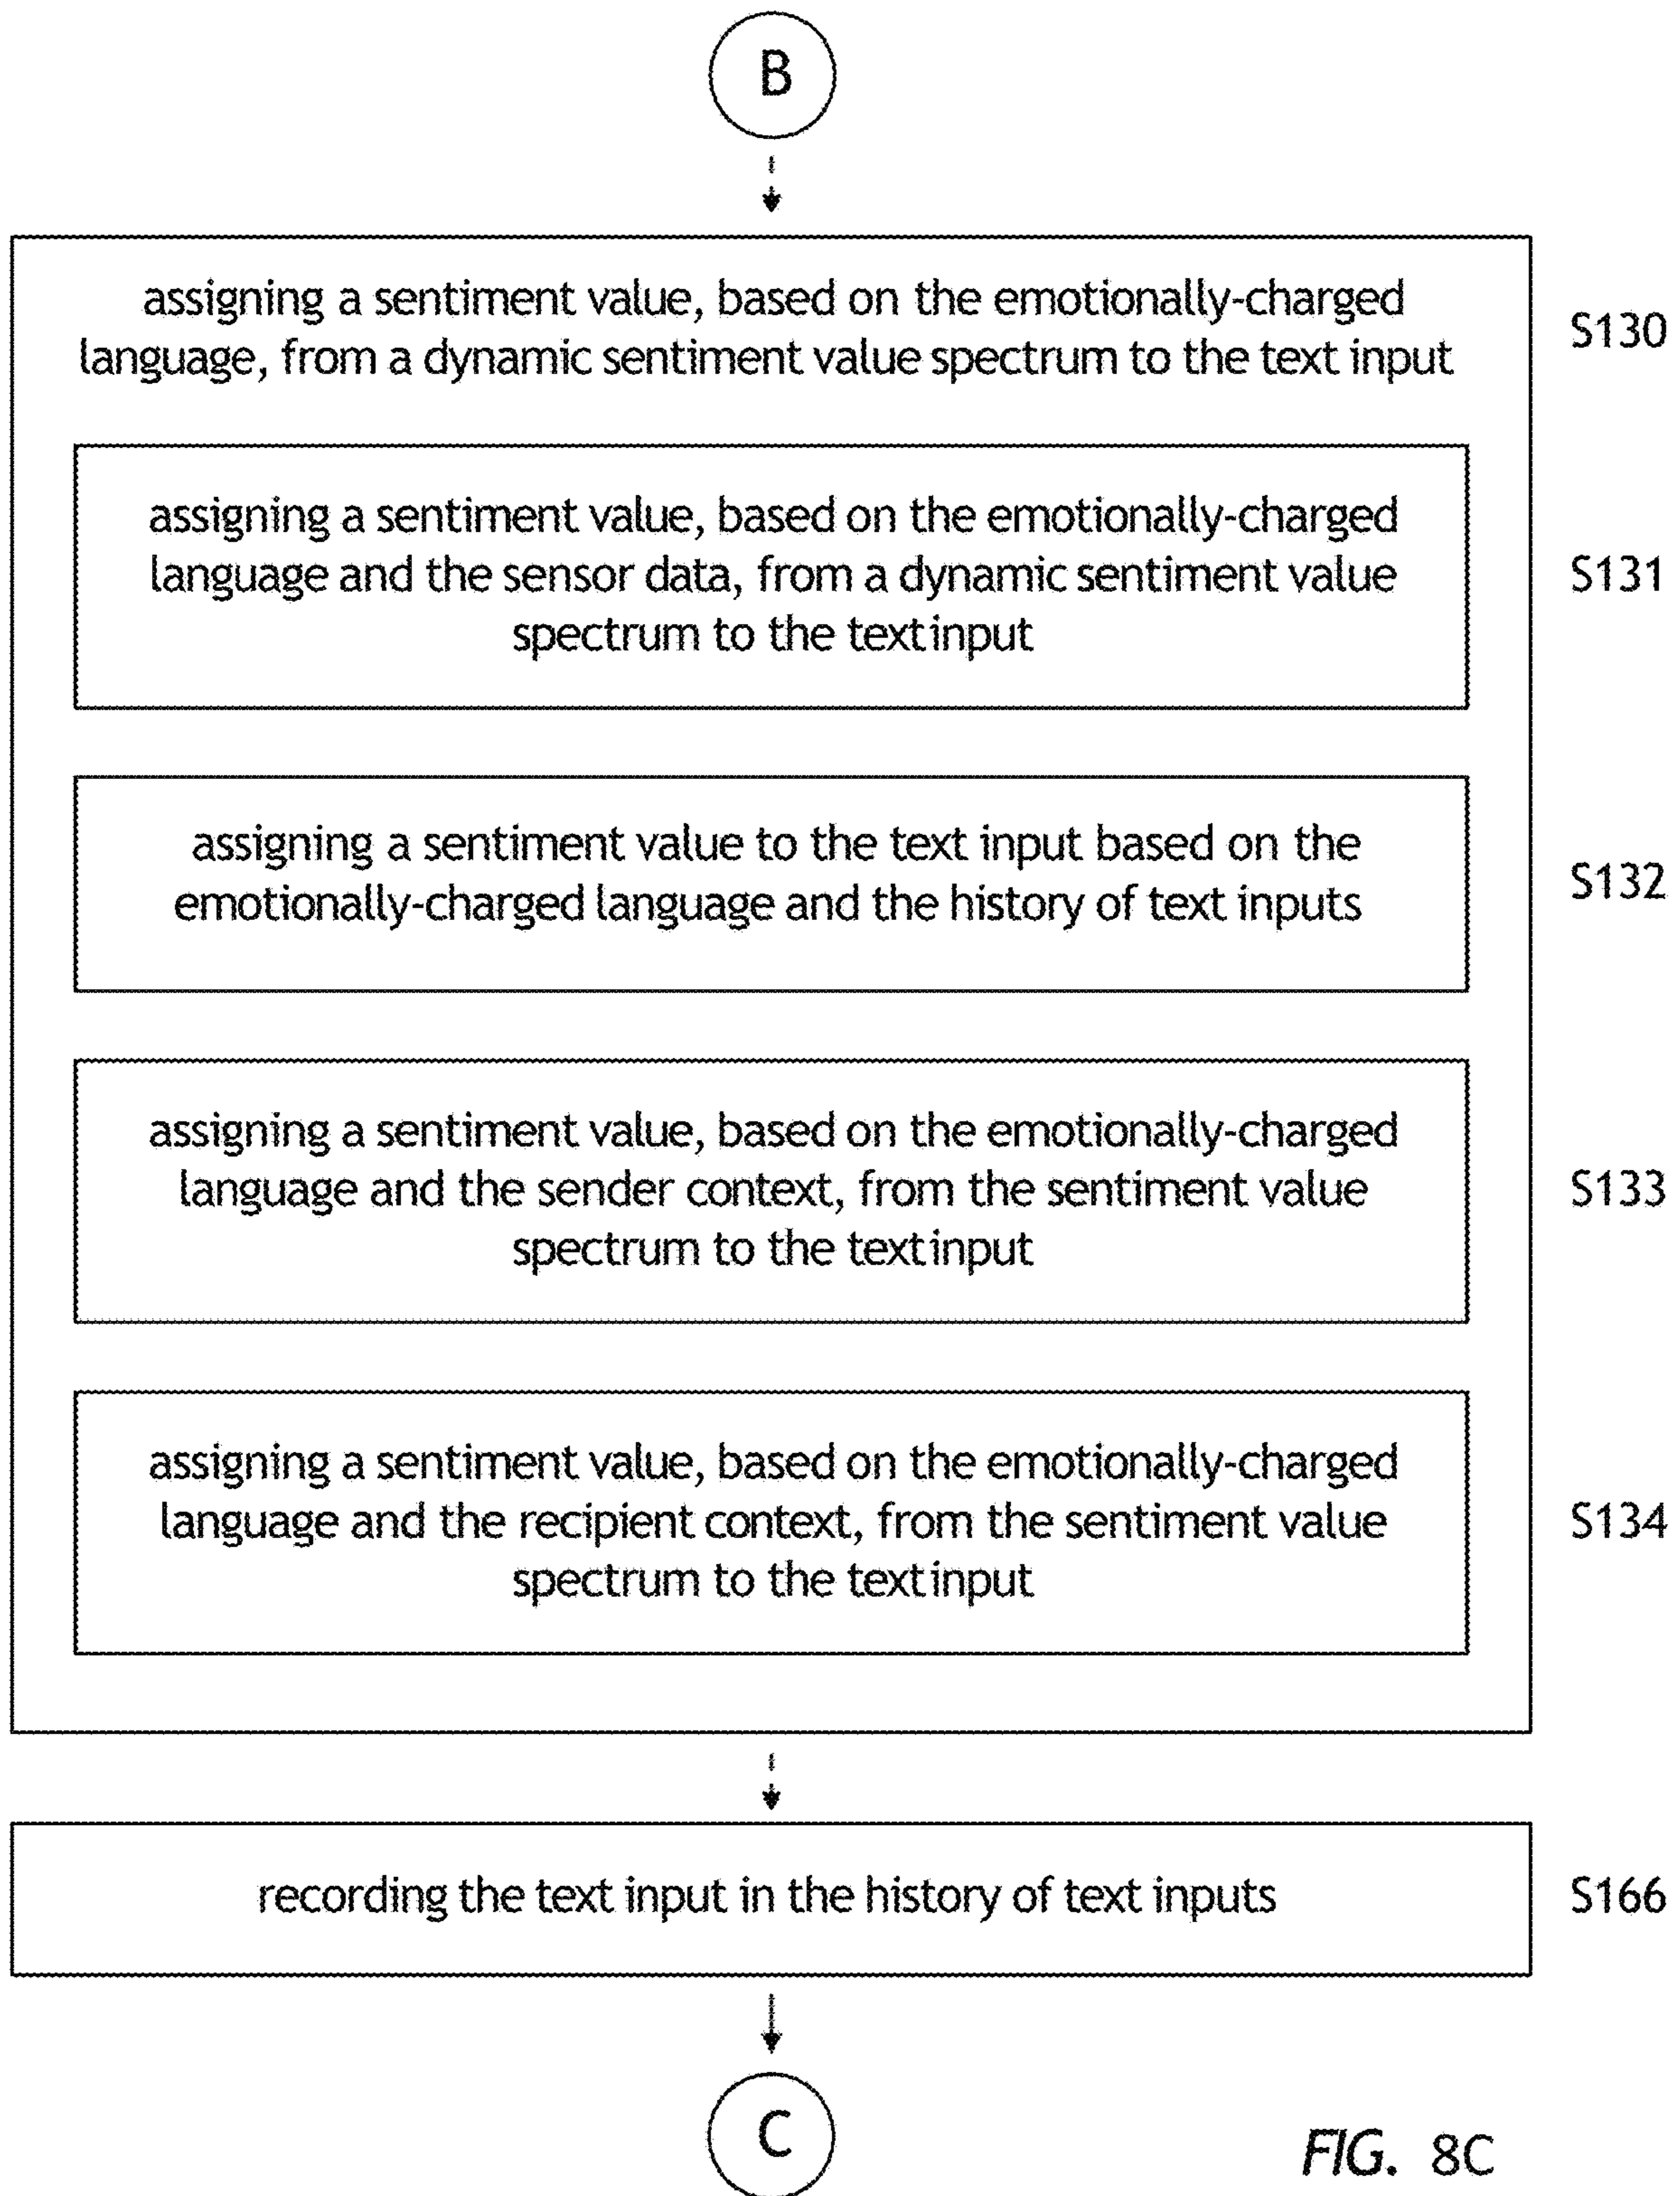 B
assigning a sentiment value, based on the emotionally-charged
language, from a dynamic sentiment value spectrum to the text input
S130
assigning a sentiment value, based on the emotionally-charged
language and the sensor data, from a dynamic sentiment value
spectrum to the text input
S131
assigning a sentiment value to the text input based on the
emotionally-charged language and the history of text inputs
S132
assigning a sentiment value, based on the emotionally-charged
language and the sender context, from the sentiment value
spectrum to the text input
S133
assigning a sentiment value, based on the emotionally-charged
language and the recipient context, from the sentiment value
spectrum to the text input
S134
recording the text input in the history of text inputs
S166
C
FIG. 8C